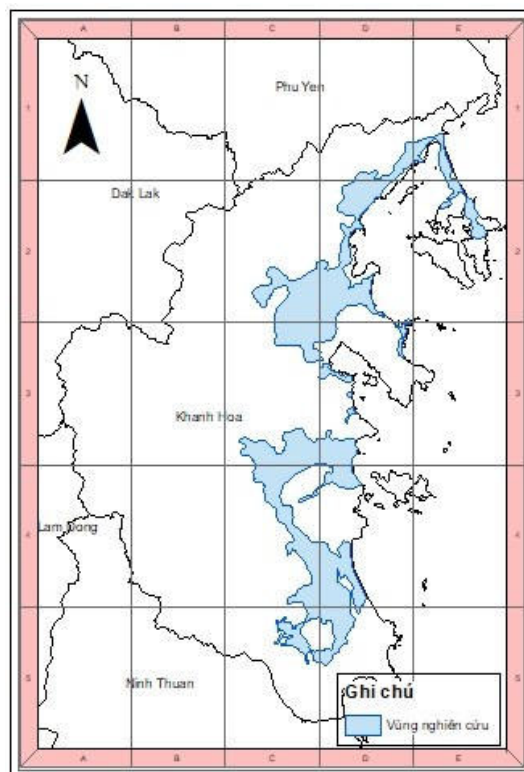 A B C D E
N
Phu Yen
1 1
Dak Lak
2 2
3 3
Khanh Hoa
Lam Dong
4 4
Ninh Thuan
5 5
Ghi chú
Vùng nghiên cứu
A B C D E